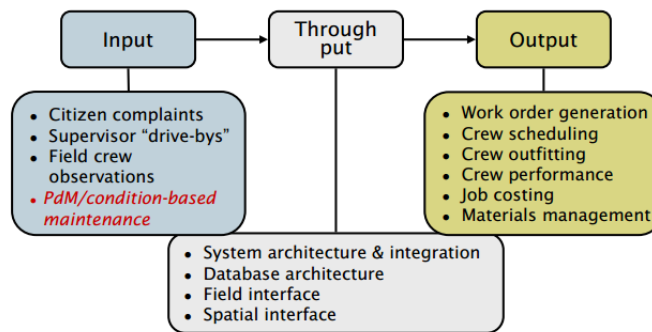 Input
Through
put
Output
• Citizen complaints
• Supervisor “drive-bys”
• Field crew
observations
• PdM/condition-based
maintenance
• Work order generation
• Crew scheduling
• Crew outfitting
• Crew performance
• Job costing
• Materials management
• System architecture & integration
• Database architecture
• Field interface
• Spatial interface